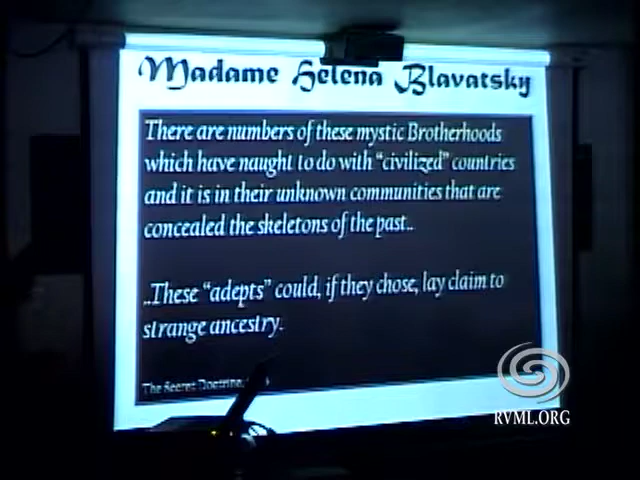 Madame Helena Blavatsky
There are numbers of these mystic Brotherhoods
which have naught to do with "civilized" countries
and it is in their unknown communities that are
concealed the skeletons of the past..
..These "adepts" could, if they chose, lay claim to
strange ancestry.
The Secret Doctrine,
RVML.ORG